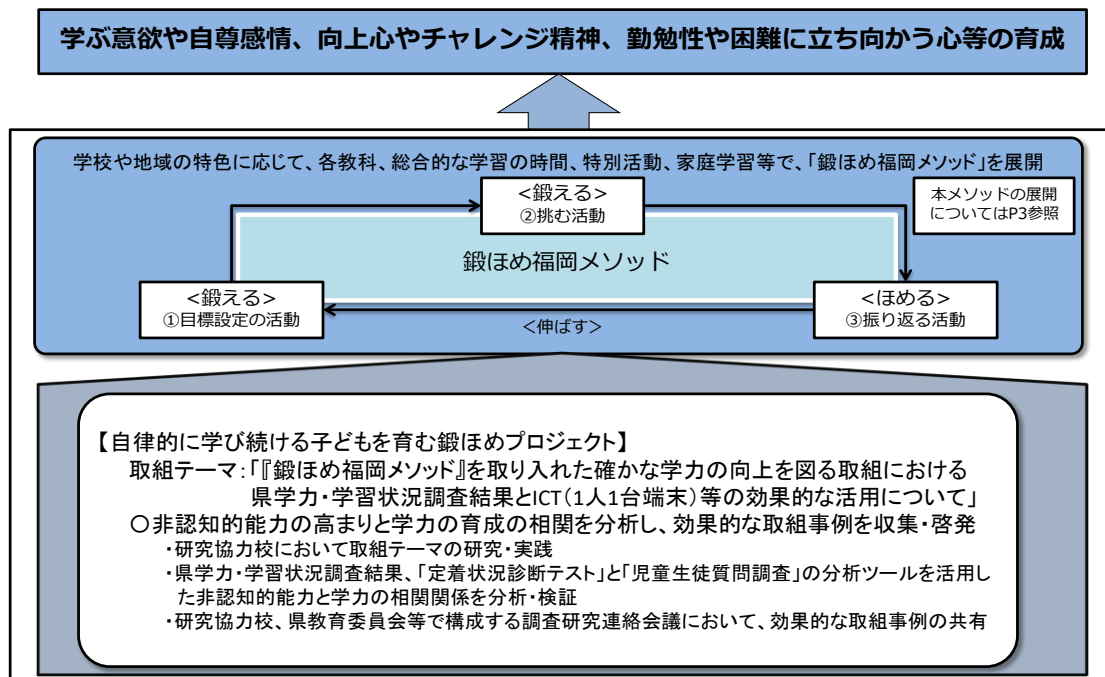 学ぶ意欲や自尊感情、向上心やチャレンジ精神、勤勉性や困難に立ち向かう心等の育成
学校や地域の特色に応じて、各教科、総合的な学習の時間、特別活動、家庭学習等で、「鍛ほめ福岡メソッド」を展開
<鍛える>
②挑む活動
本メソッドの展開
についてはP3参照
鍛ほめ福岡メソッド
<鍛える>
①目標設定の活動
<ほめる>
③振り返る活動
<伸ばす>
【自律的に学び続ける子どもを育む鍛ほめプロジェクト】
取組テーマ:「『鍛ほめ福岡メソッド』を取り入れた確かな学力の向上を図る取組における
県学力・学習状況調査結果とICT(1人1台端末)等の効果的な活用について」
○非認知的能力の高まりと学力の育成の相関を分析し、効果的な取組事例を収集・啓発
・研究協力校において取組テーマの研究・実践
・県学力・学習状況調査結果、「定着状況診断テスト」と「児童生徒質問調査」の分析ツールを活用し
た非認知的能力と学力の相関関係を分析・検証
・研究協力校、県教育委員会等で構成する調査研究連絡会議において、効果的な取組事例の共有